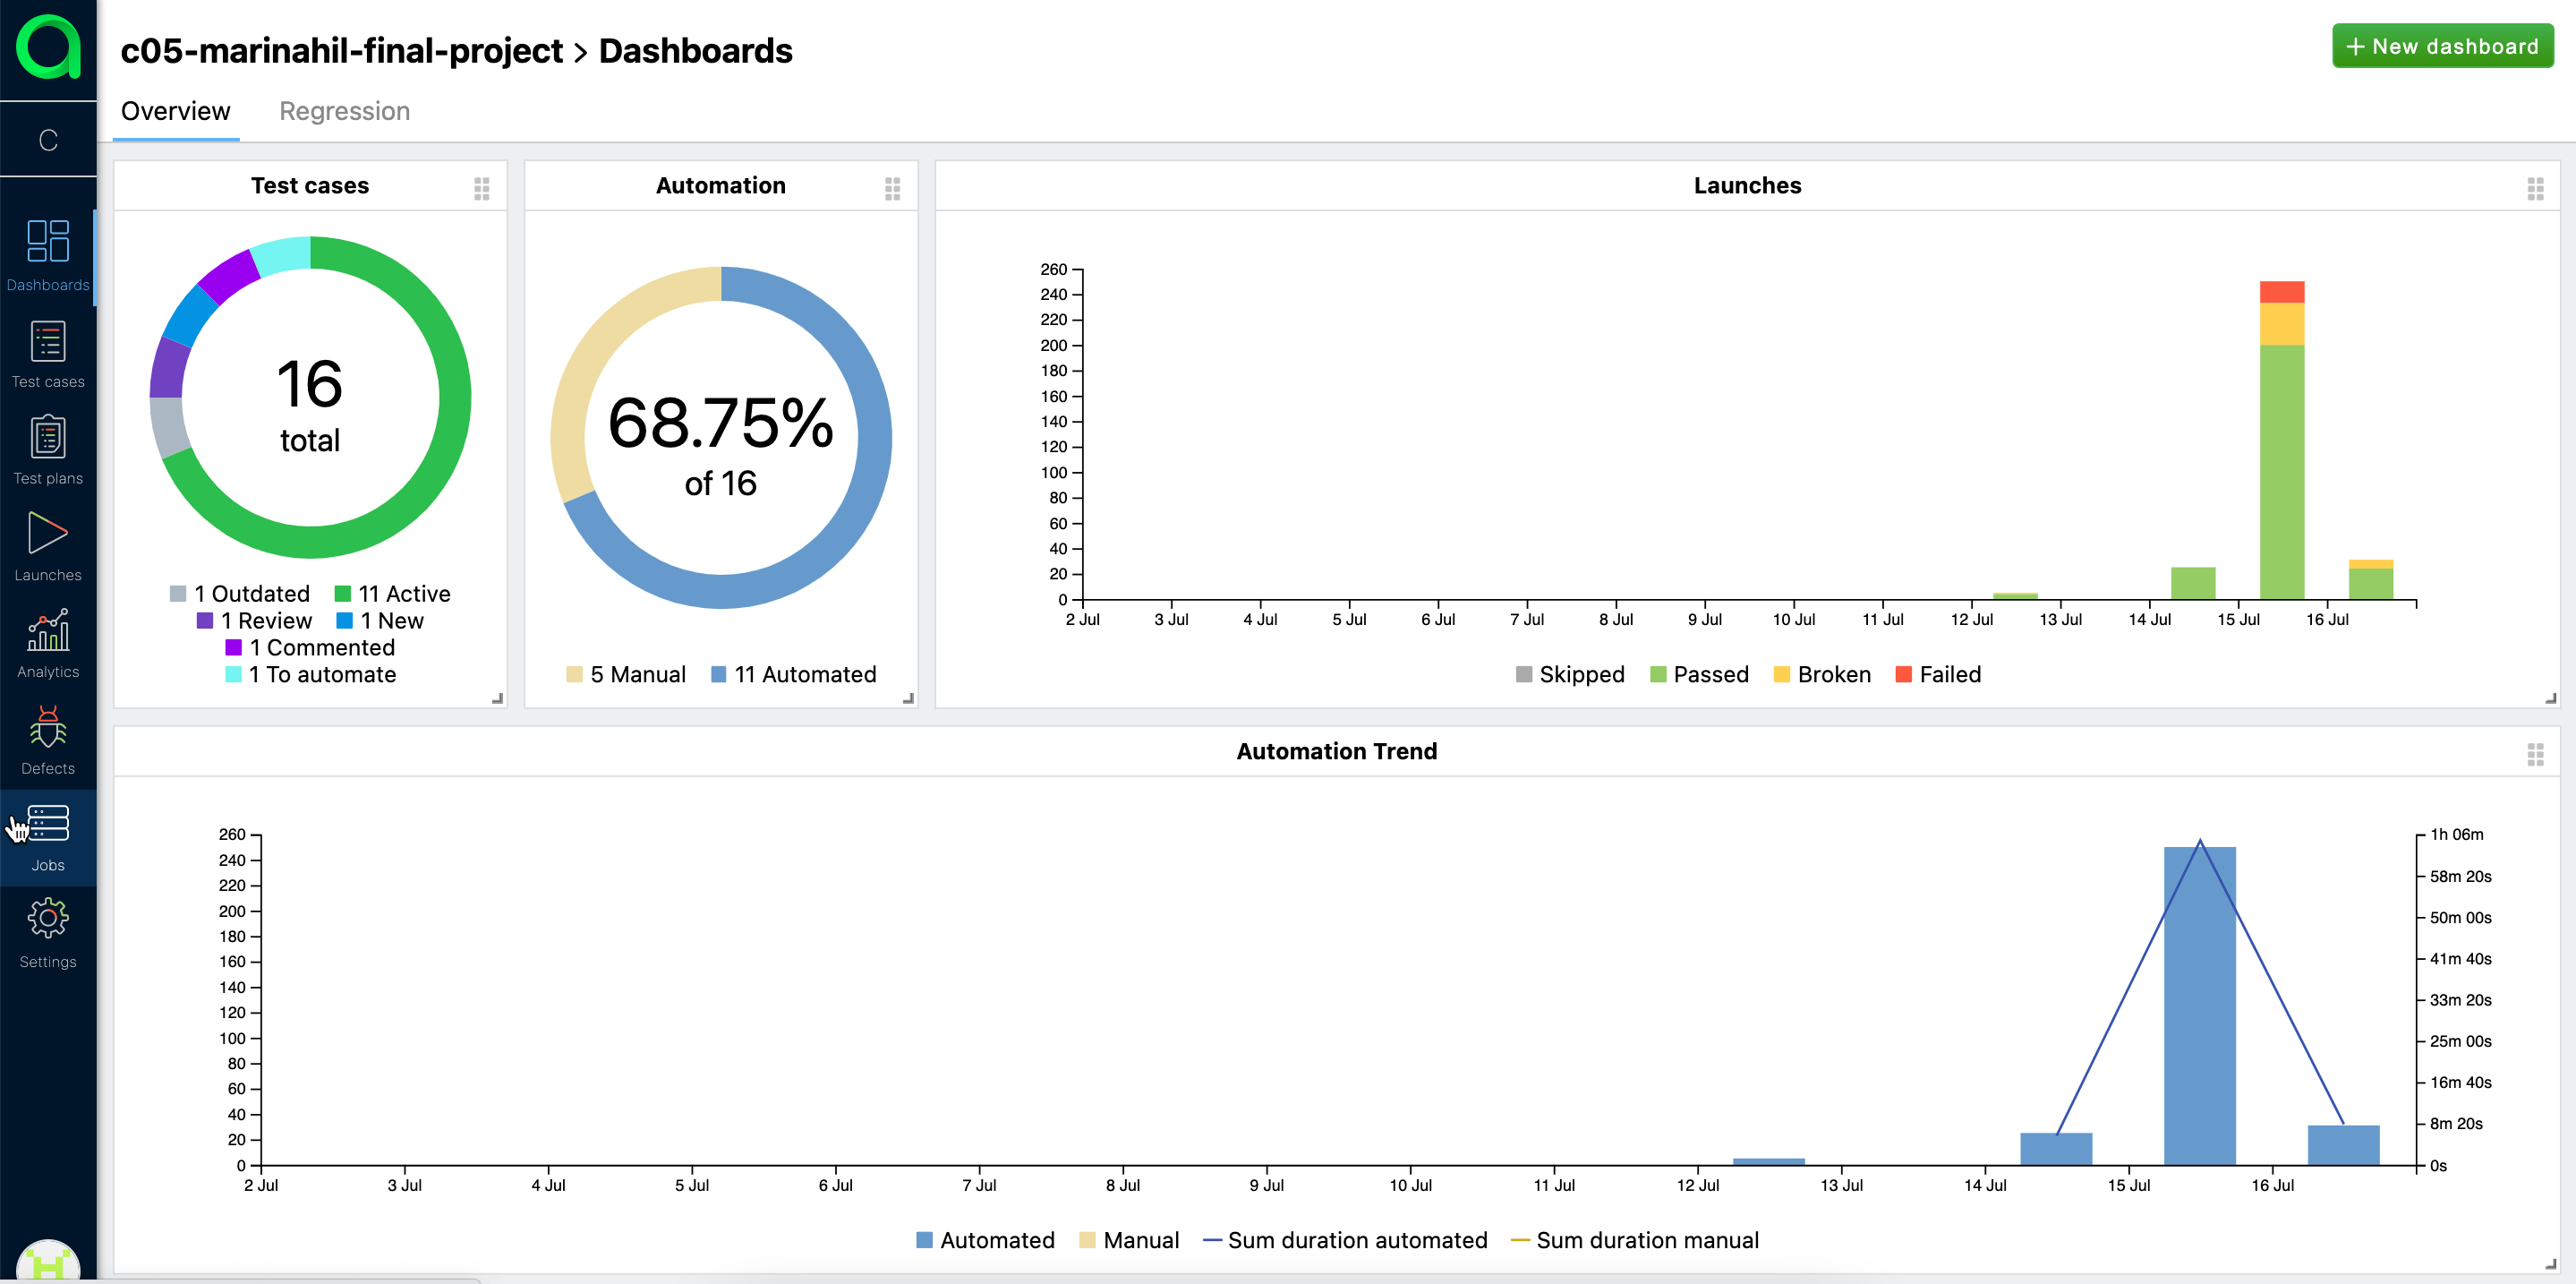 c05-marinahil-final-project > Dashboards
+ New dashboard
Overview Regression
C
Dashboards
Test cases
Test plans
Launches
Analytics
Defects
Jobs
Settings
Test cases
16
total
1 Outdated 11 Active
1 Review 1 New
1 Commented
1 To automate
Automation
68.75%
of 16
5 Manual 11 Automated
Launches
260
240
220
200
180
160
140
120
100
80
60
40
20
0
2 Jul 3 Jul 4 Jul 5 Jul 6 Jul 7 Jul 8 Jul 9 Jul 10 Jul 11 Jul 12 Jul 13 Jul 14 Jul 15 Jul 16 Jul
Skipped Passed Broken Failed
Automation Trend
260
240
220
200
180
160
140
120
100
80
60
40
20
0
1h 06m
58m 20s
50m 00s
41m 40s
33m 20s
25m 00s
16m 40s
8m 20s
0s
2 Jul 3 Jul 4 Jul 5 Jul 6 Jul 7 Jul 8 Jul 9 Jul 10 Jul 11 Jul 12 Jul 13 Jul 14 Jul 15 Jul 16 Jul
Automated Manual Sum duration automated Sum duration manual